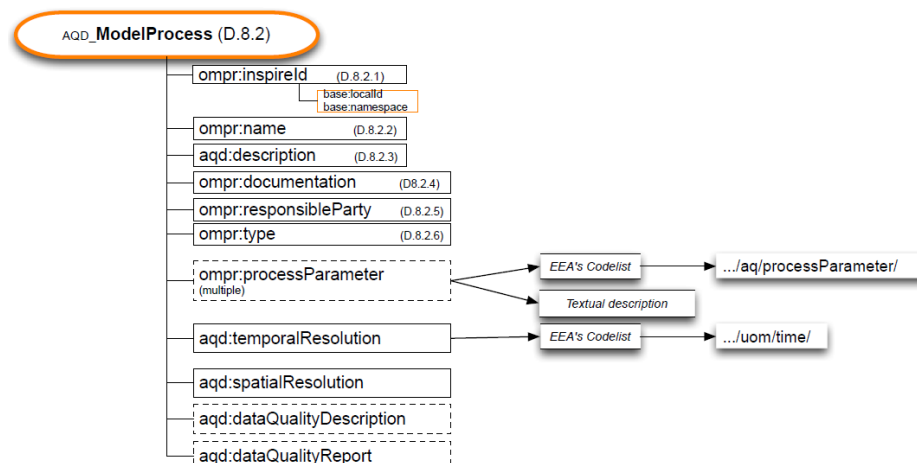 AQD_ModelProcess (D.8.2)
ompr:inspireId (D.8.2.1)
base:localId
base:namespace
ompr:name (D.8.2.2)
aqd:description (D.8.2.3)
ompr:documentation (D8.2.4)
ompr:responsibleParty (D.8.2.5)
ompr:type (D.8.2.6)
ompr:processParameter
(multiple)
EEA's Codelist
.../aq/processParameter/
Textual description
aqd:temporalResolution
EEA's Codelist
.../uom/time/
aqd:spatialResolution
aqd:dataQualityDescription
aqd:dataQualityReport